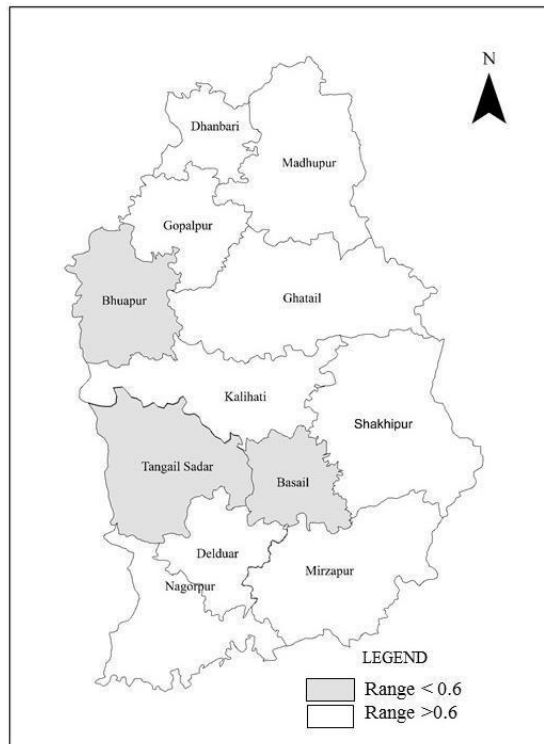 N
Dhanbari
Madhupur
Gopalpur
Bhuapur
Ghatail
Kalihati
Shakhipur
Tangail Sadar
Basail
Delduar
Mirzapur
Nagorpur
LEGEND
Range < 0.6
Range >0.6